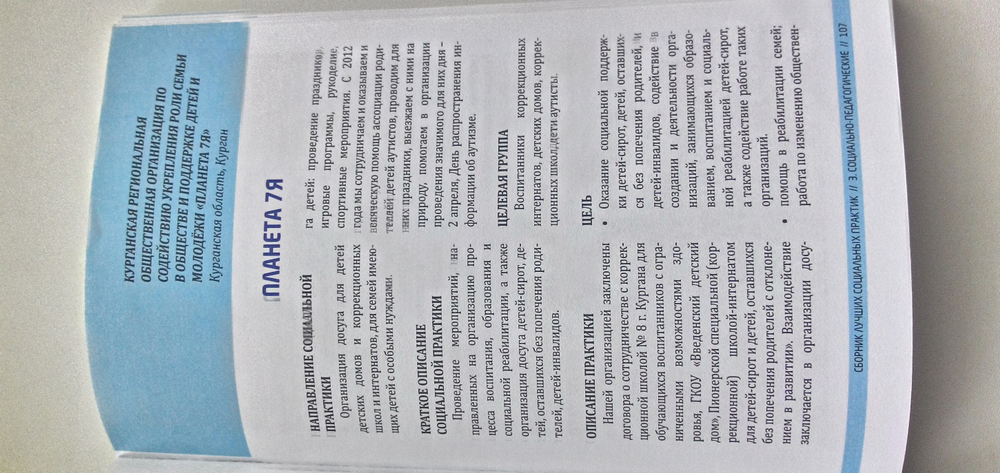 КУРГАНСКАЯ РЕГИОНАЛЬНАЯ
ОБЩЕСТВЕННАЯ ОРГАНИЗАЦИЯ ПО
СОДЕЙСТВИЮ УКРЕПЛЕНИЯ РОЛИ СЕМЬИ
В ОБЩЕСТВЕ И ПОДДЕРЖКЕ ДЕТЕЙ И
МОЛОДЁЖИ «ПЛАНЕТА 7Я»
Курганская область, Курган
ПЛАНЕТА 7Я
НАПРАВЛЕНИЕ СОЦИАЛЬНОЙ
ПРАКТИКИ
Организация досуга для детей
детских домов и коррекционных
школ и интернатов, для семей имею-
щих детей с особыми нуждами.
КРАТКОЕ ОПИСАНИЕ
СОЦИАЛЬНОЙ ПРАКТИКИ
Проведение мероприятий, на-
правленных на организацию про-
цесса воспитания, образования и
социальной реабилитации, а также
организация досуга детей-сирот, де-
тей, оставшихся без попечения роди-
телей, детей-инвалидов.
ОПИСАНИЕ ПРАКТИКИ
Нашей организацией заключены
договора о сотрудничестве с коррек-
ционной школой № 8 г. Кургана для
обучающихся воспитанников с огра-
ниченными возможностями здо-
ровья, ГКОУ «Введенский детский
дом», Пионерской специальной (кор-
рекционной) школой-интернатом
для детей-сирот и детей, оставшихся
без попечения родителей с отклоне-
нием в развитии». Взаимодействие
заключается в организации досу-
га детей: проведение праздников,
игровые программы, рукоделие,
спортивные мероприятия. С 2012
года мы сотрудничаем и оказываем и
всяческую помощь ассоциации роди-
телей детей аутистов, проводим для
них праздники, выезжаем с ними на
природу, помогаем в организации
проведения значимого для них дня –
2 апреля, День распространения ин-
формации об аутизме.
ЦЕЛЕВАЯ ГРУППА
Воспитанники коррекционных
интернатов, детских домов, коррек-
ционных школ, дети аутисты.
ЦЕЛЬ
• Оказание социальной поддерж-
ки детей-сирот, детей, оставших-
ся без попечения родителей, и
детей-инвалидов, содействие в
создании и деятельности орга-
низаций, занимающихся образо-
ванием, воспитанием и социаль-
ной реабилитацией детей-сирот,
а также содействие работе таких
организаций.
• помощь в реабилитации семей;
работа по изменению обществен-
СБОРНИК ЛУЧШИХ СОЦИАЛЬНЫХ ПРАКТИК // 3. СОЦИАЛЬНО-ПЕДАГОГИЧЕСКИЕ // 107